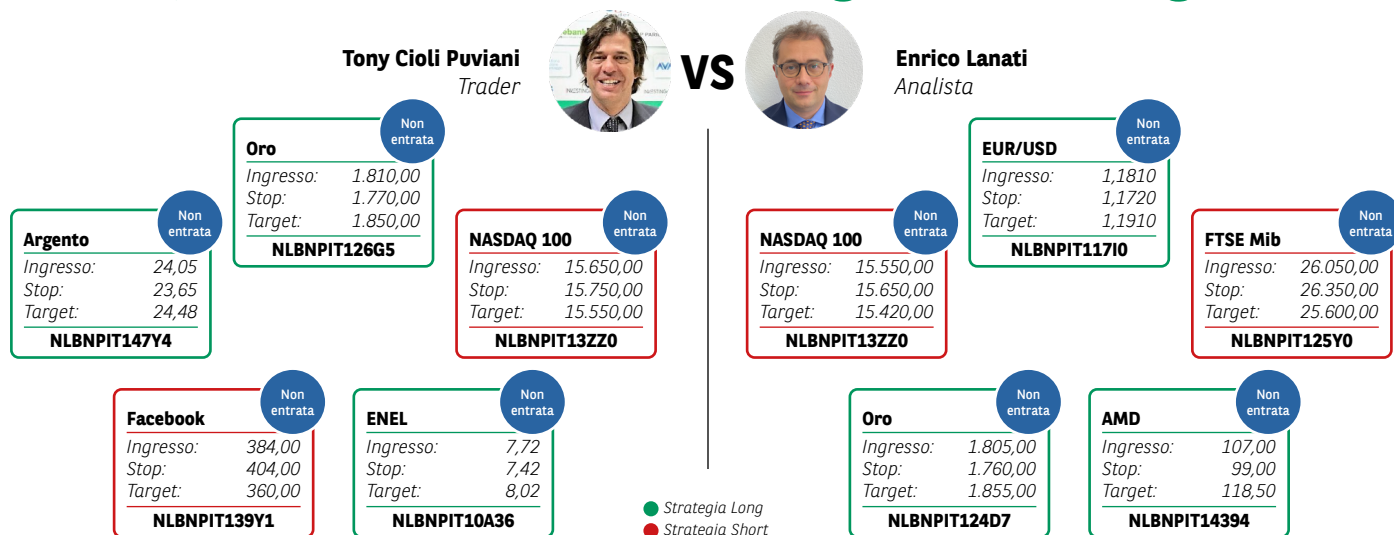 Tony Cioli Puviani
Trader
VS
Enrico Lanati
Analista
Non
entrata
Oro
Ingresso: 1.810,00
Stop: 1.770,00
Target: 1.850,00
NLBNPIT126G5
Non
entrata
Argento
Ingresso: 24,05
Stop: 23,65
Target: 24,48
NLBNPIT147Y4
Non
entrata
NASDAQ 100
Ingresso: 15.650,00
Stop: 15.750,00
Target: 15.550,00
NLBNPIT13ZZ0
Non
entrata
Facebook
Ingresso: 384,00
Stop: 404,00
Target: 360,00
NLBNPIT139Y1
Non
entrata
ENEL
Ingresso: 7,72
Stop: 7,42
Target: 8,02
NLBNPIT10A36
Non
entrata
EUR/USD
Ingresso: 1,1810
Stop: 1,1720
Target: 1,1910
NLBNPIT117I0
Non
entrata
NASDAQ 100
Ingresso: 15.550,00
Stop: 15.650,00
Target: 15.420,00
NLBNPIT13ZZ0
Non
entrata
FTSE Mib
Ingresso: 26.050,00
Stop: 26.350,00
Target: 25.600,00
NLBNPIT125Y0
Non
entrata
Oro
Ingresso: 1.805,00
Stop: 1.760,00
Target: 1.855,00
NLBNPIT124D7
Non
entrata
AMD
Ingresso: 107,00
Stop: 99,00
Target: 118,50
NLBNPIT14394
Strategia Long
Strategia Short